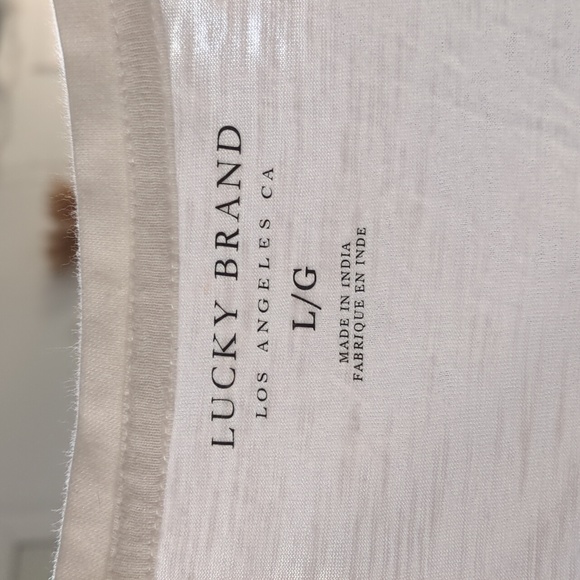 LUCKY BRAND
LOS ANGELES CA
L/G
MADE IN INDIA
FABRIQUE EN INDE